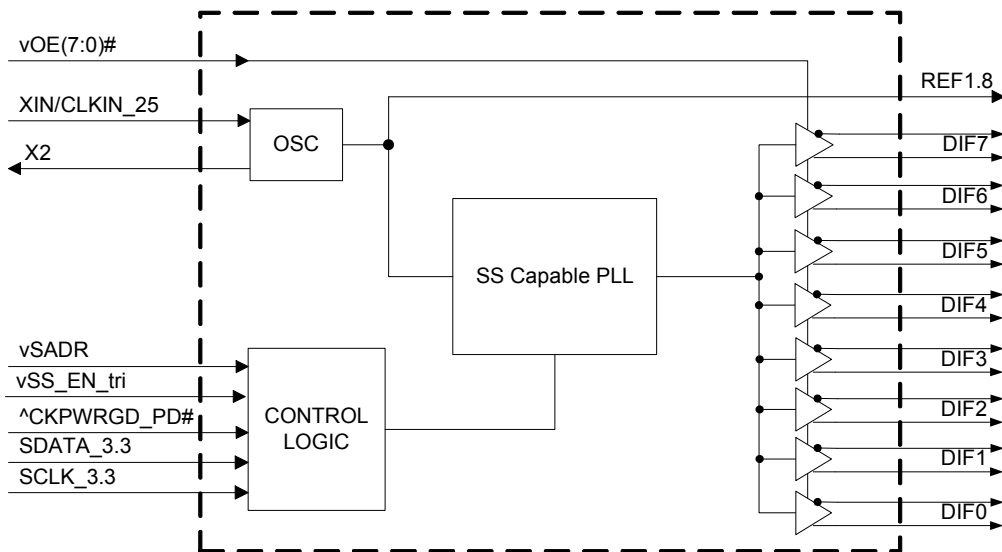 vOE(7:0)#
REF1.8
XIN/CLKIN_25
OSC
X2
DIF7
DIF6
DIF5
DIF4
DIF3
DIF2
DIF1
DIF0
SS Capable PLL
vSADR
vSS_EN_tri
^CKPWRGD_PD#
SDATA_3.3
SCLK_3.3
CONTROL
LOGIC